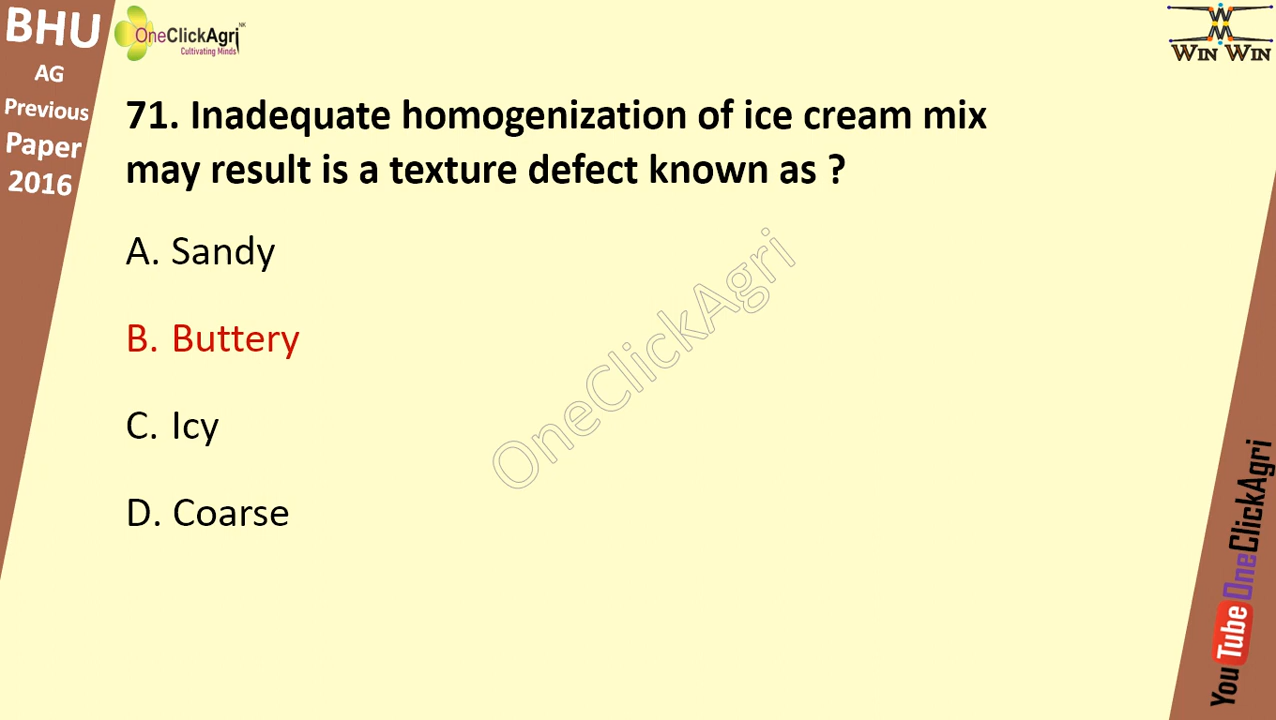 BHU
AG
Previous
Paper
2016
OneClickAgri NK
Cultivating Minds
WIN WIN
71. Inadequate homogenization of ice cream mix
may result is a texture defect known as ?
A. Sandy
B. Buttery
C. Icy
D. Coarse
OneClickAgri
YouTube OneClickAgri